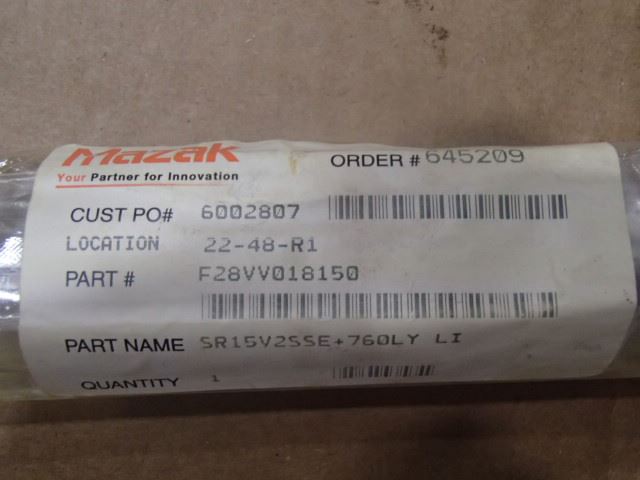 Mazak
Your Partner for Innovation
ORDER # 645209
CUST PO# 6002807
LOCATION 22-48-R1
PART # F28VV018150
PART NAME SR15V2SSE+760LY LI
QUANTITY 1